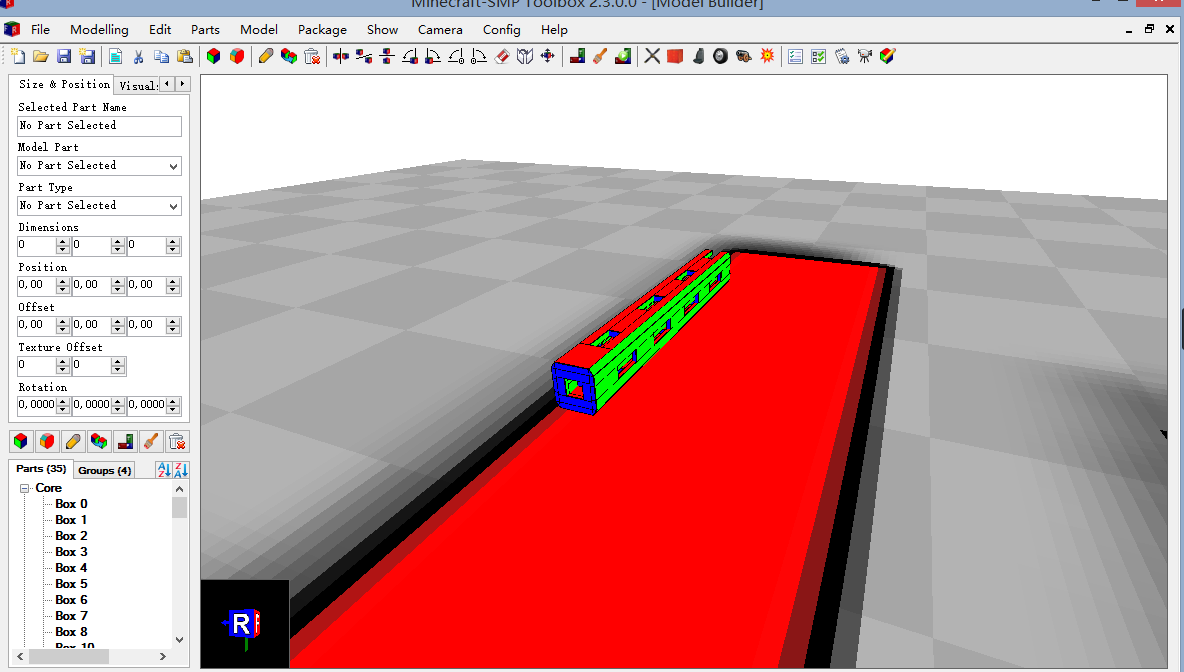 Minecraft-SMP Toolbox 2.3.0.0 - [Model Builder]
File Modelling Edit Parts Model Package Show Camera Config Help
Size & Position Visual
Selected Part Name
No Part Selected
Model Part
No Part Selected
Part Type
No Part Selected
Dimensions
0 0 0
Position
0,00 0,00 0,00
Offset
0,00 0,00 0,00
Texture Offset
0 0
Rotation
0,0000 0,0000 0,0000
Parts (35) Groups (4)
Core
Box 0
Box 1
Box 2
Box 3
Box 4
Box 5
Box 6
Box 7
Box 8
Box 10
R